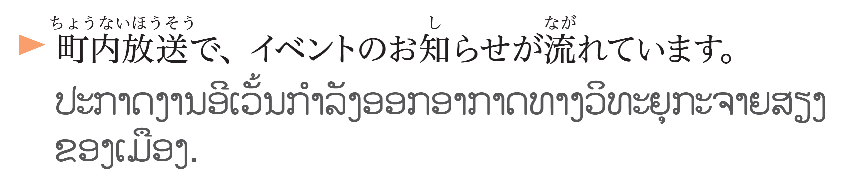 ちょうないほうそう し なが
▶ 町内放送で、イベントのお知らせが流れています。
ປະກາດງານອີເວັ້ນກຳລັງອອກອາກາດທາງວິທະຍຸກະຈາຍສຽງ
ຂອງເມືອງ.